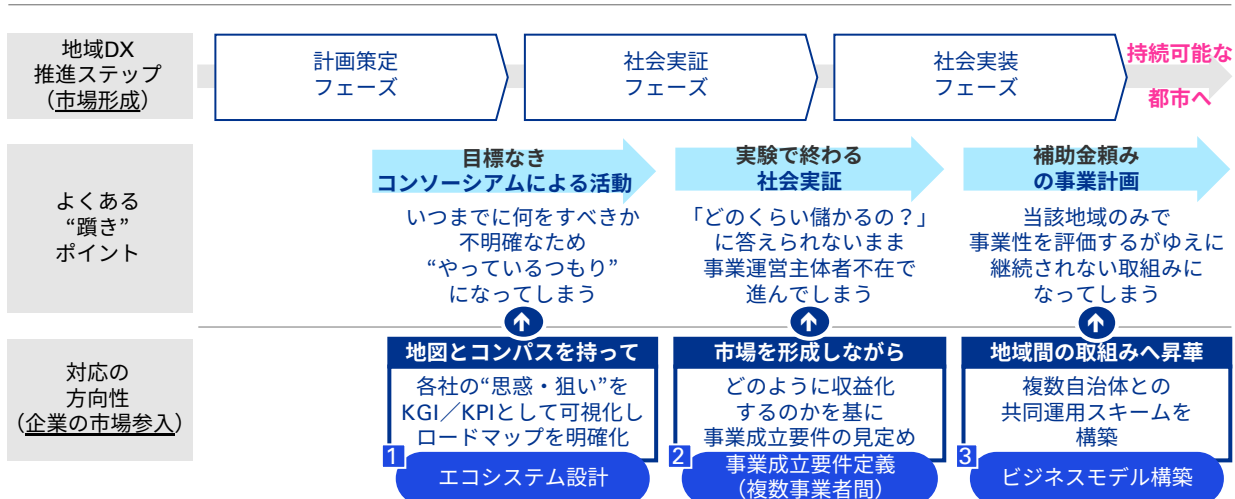 地域DX
推進ステップ
（市場形成）
計画策定
フェーズ
社会実証
フェーズ
社会実装
フェーズ
持続可能な
都市へ
よくある
“躓き”
ポイント
目標なき
コンソーシアムによる活動
いつまでに何をすべきか
不明確なため
“やっているつもり”
になってしまう
実験で終わる
社会実証
「どのくらい儲かるの？」
に答えられないまま
事業運営主体者不在で
進んでしまう
補助金頼み
の事業計画
当該地域のみで
事業性を評価するがゆえに
継続されない取組みに
なってしまう
対応の
方向性
（企業の市場参入）
地図とコンパスを持って
各社の“思惑・狙い”を
KGI／KPIとして可視化し
ロードマップを明確化
1
エコシステム設計
市場を形成しながら
どのように収益化
するのかを基に
事業成立要件の見定め
2
事業成立要件定義
（複数事業者間）
地域間の取組みへ昇華
複数自治体との
共同運用スキームを
構築
3
ビジネスモデル構築